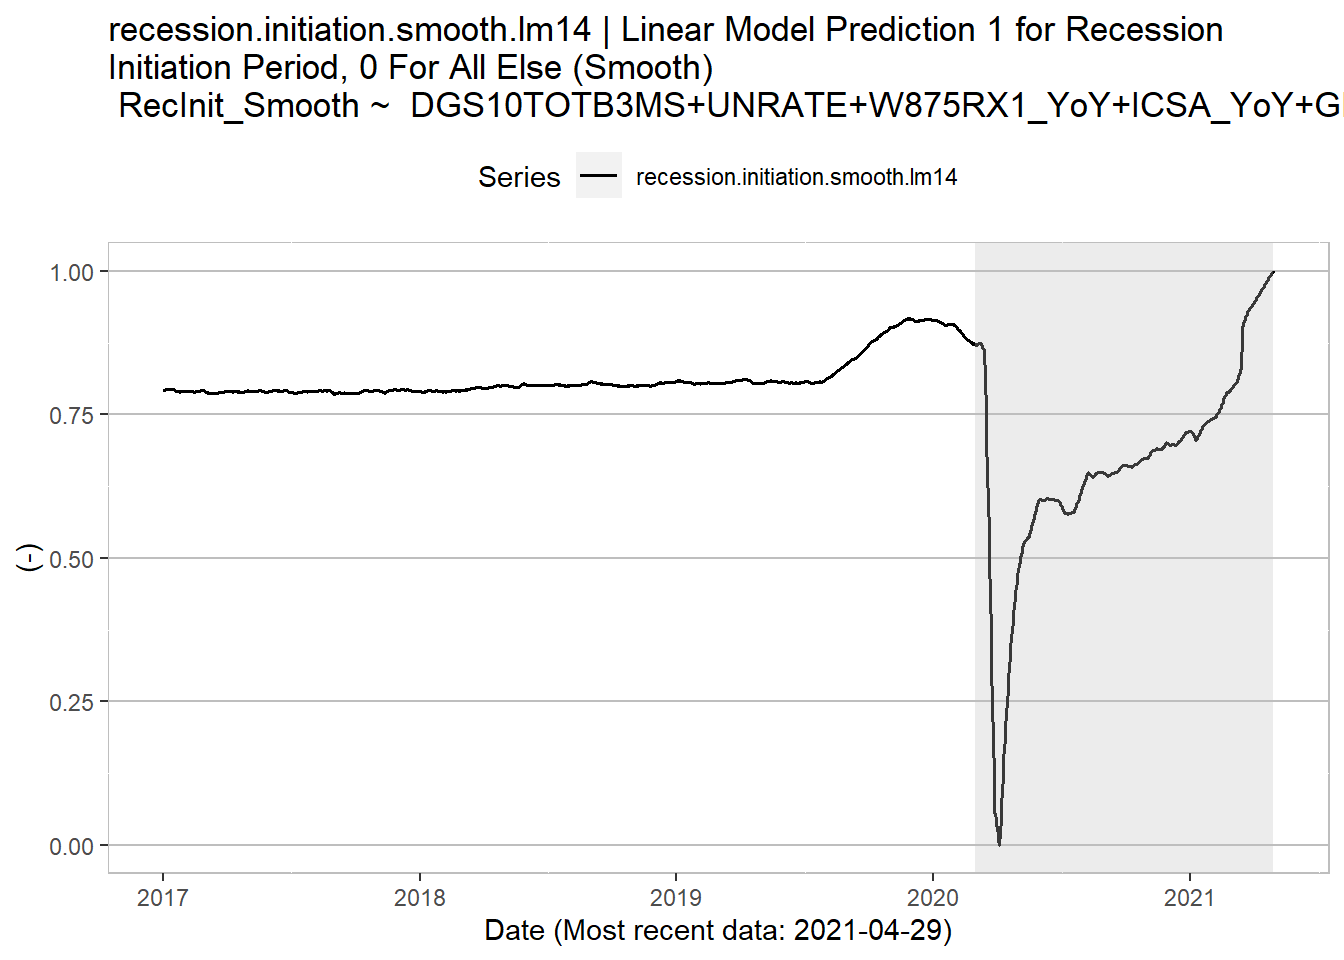 recession.initiation.smooth.lm14 | Linear Model Prediction 1 for Recession
Initiation Period, 0 For All Else (Smooth)
RecInit_Smooth ~ DGS10TOTB3MS+UNRATE+W875RX1_YoY+ICSA_YoY+G
Series
recession.initiation.smooth.lm14
1.00
0.75
0.50
0.25
0.00
(-)
2017
2018
2019
2020
2021
Date (Most recent data: 2021-04-29)